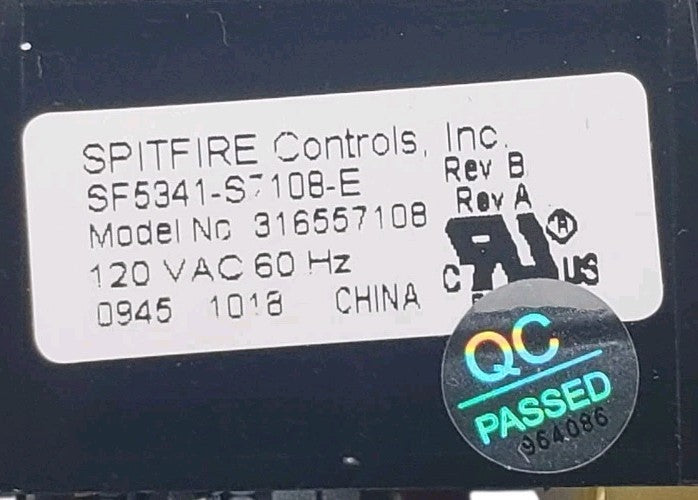 SPITFIRE Controls, Inc.
SF5341-S7108-E Rev B
Model No 316557108 Rev A
120 VAC 60 Hz
0945 1018 CHINA
C RU US
QC
PASSED
964086